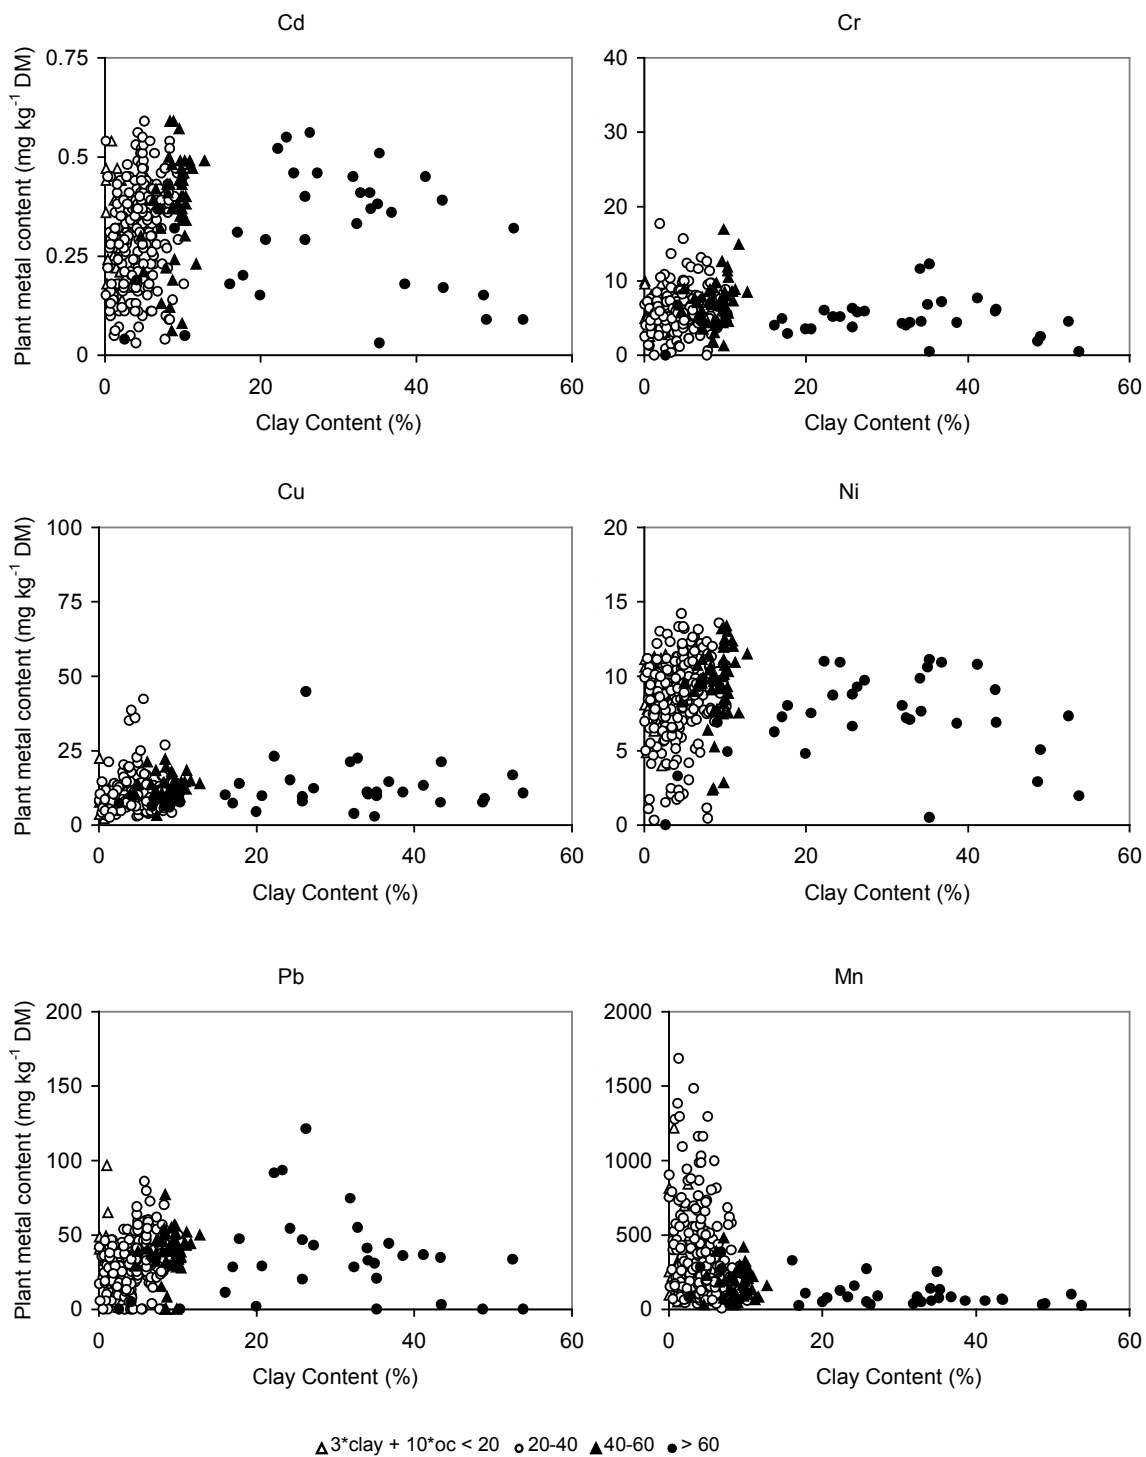 Cd
Cr
Plant metal content (mg kg⁻¹ DM)
0.75
0.5
0.25
0
0 20 40 60
Clay Content (%)
40
30
20
10
0
0 20 40 60
Clay Content (%)
Cu
Ni
Plant metal content (mg kg⁻¹ DM)
100
75
50
25
0
0 20 40 60
Clay Content (%)
20
15
10
5
0
0 20 40 60
Clay Content (%)
Pb
Mn
Plant metal content (mg kg⁻¹ DM)
200
150
100
50
0
0 20 40 60
Clay Content (%)
2000
1500
1000
500
0
0 20 40 60
Clay Content (%)
3*clay + 10*oc < 20 20-40 40-60 > 60